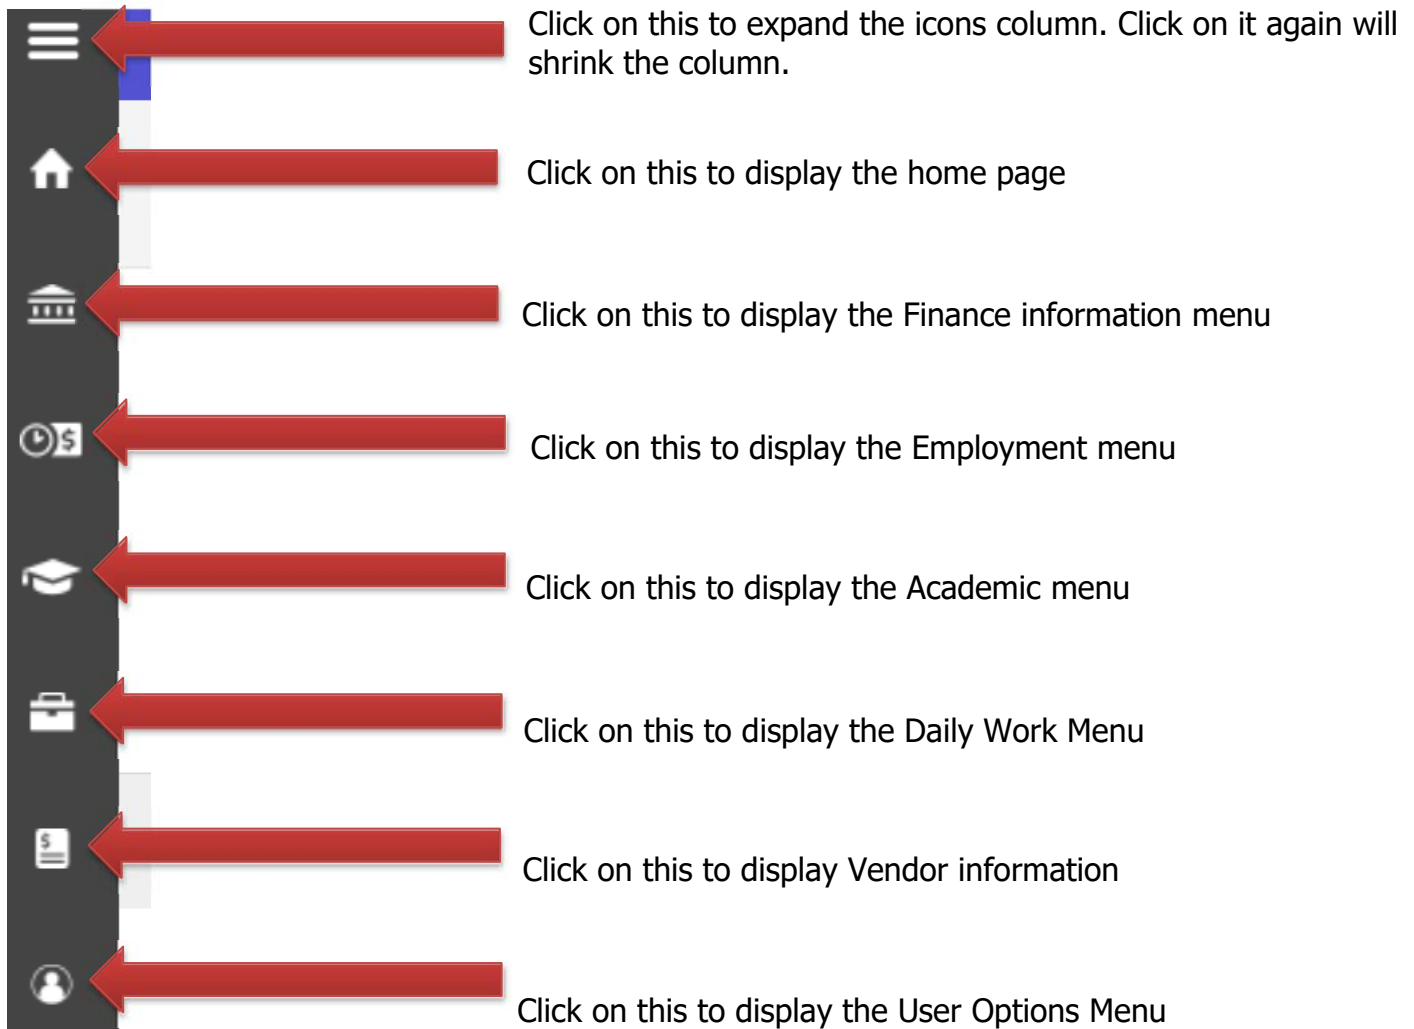 Click on this to expand the icons column. Click on it again will
shrink the column.
Click on this to display the home page
Click on this to display the Finance information menu
$
Click on this to display the Employment menu
Click on this to display the Academic menu
Click on this to display the Daily Work Menu
$
Click on this to display Vendor information
Click on this to display the User Options Menu